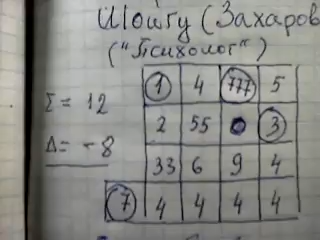 Шойгу (Захаров
("Психолог")
1 4 777 5
Σ = 12 2 55 0 3
Δ = -8 33 6 9 4
7 4 4 4 4